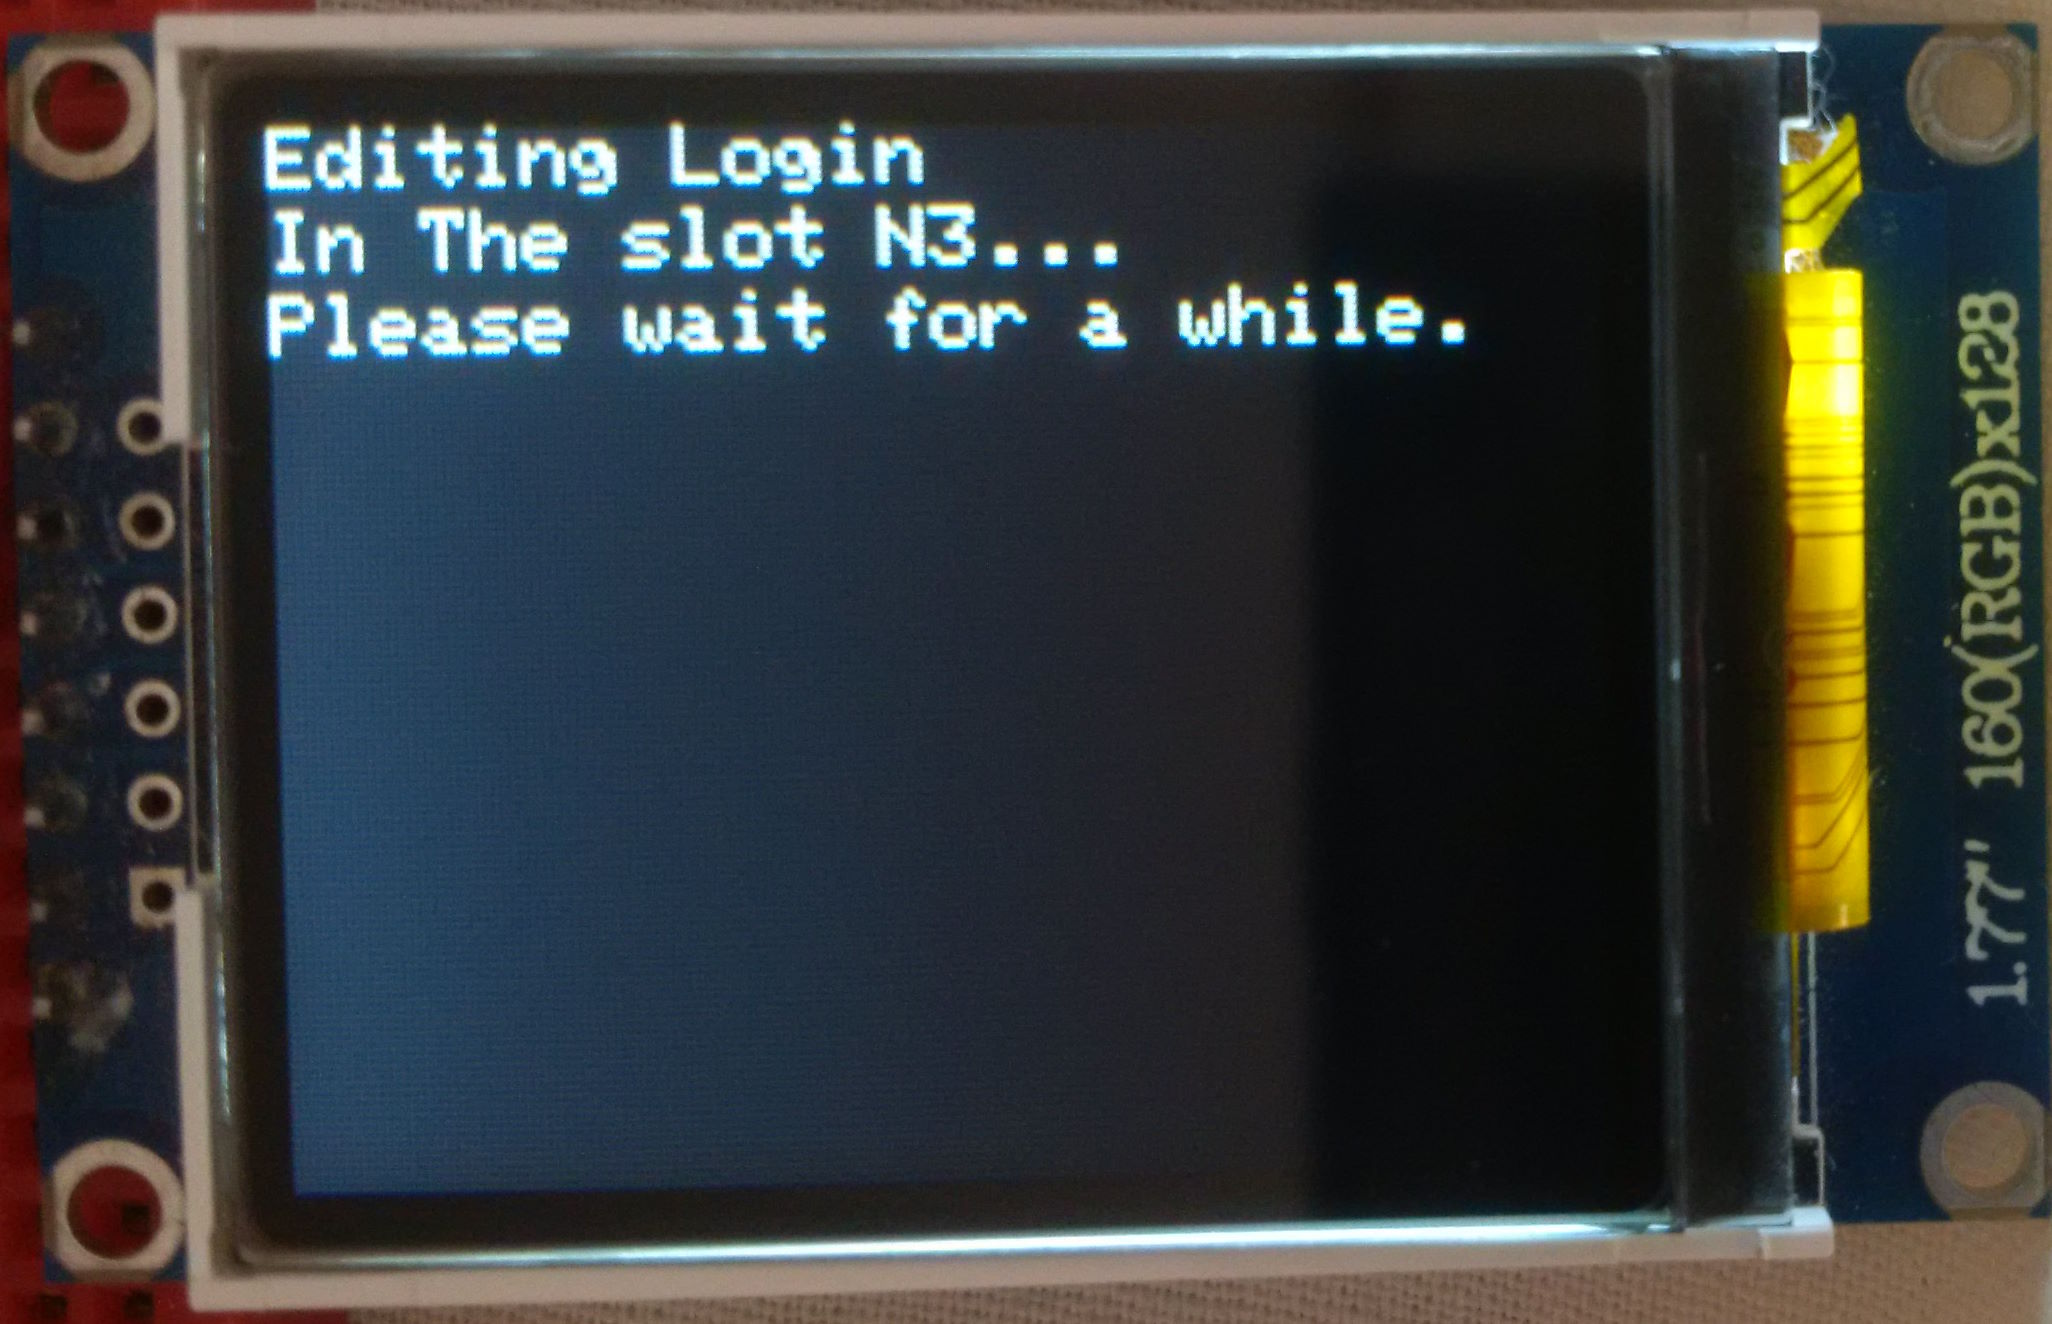 Editing Login
In The slot N3...
Please wait for a while.
1.77" 160(RGB)x128